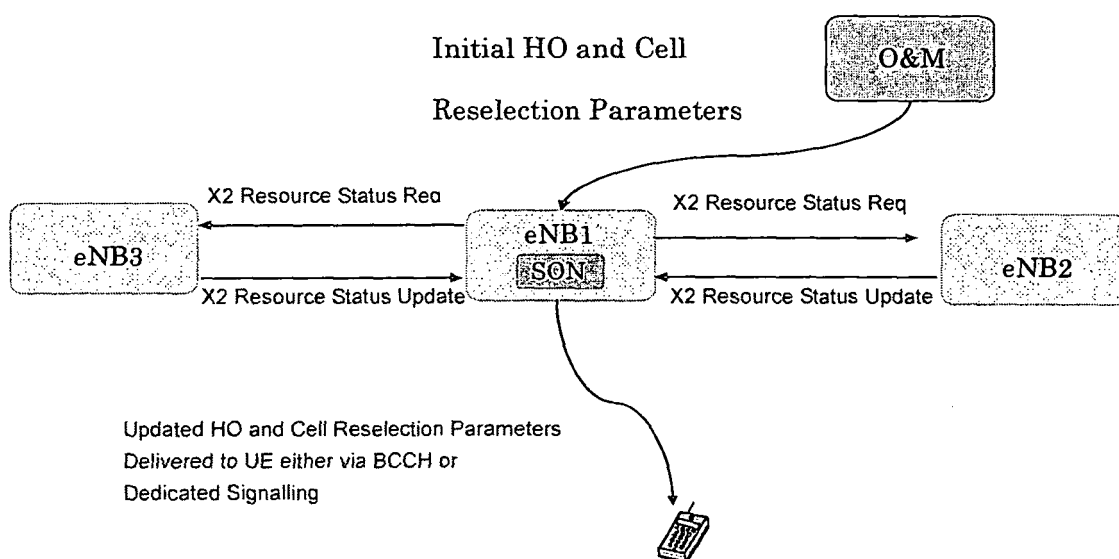 Initial HO and Cell
Reselection Parameters
O&M
X2 Resource Status Req
X2 Resource Status Req
eNB3
eNB1
SON
eNB2
X2 Resource Status Update
X2 Resource Status Update
Updated HO and Cell Reselection Parameters
Delivered to UE either via BCCH or
Dedicated Signalling